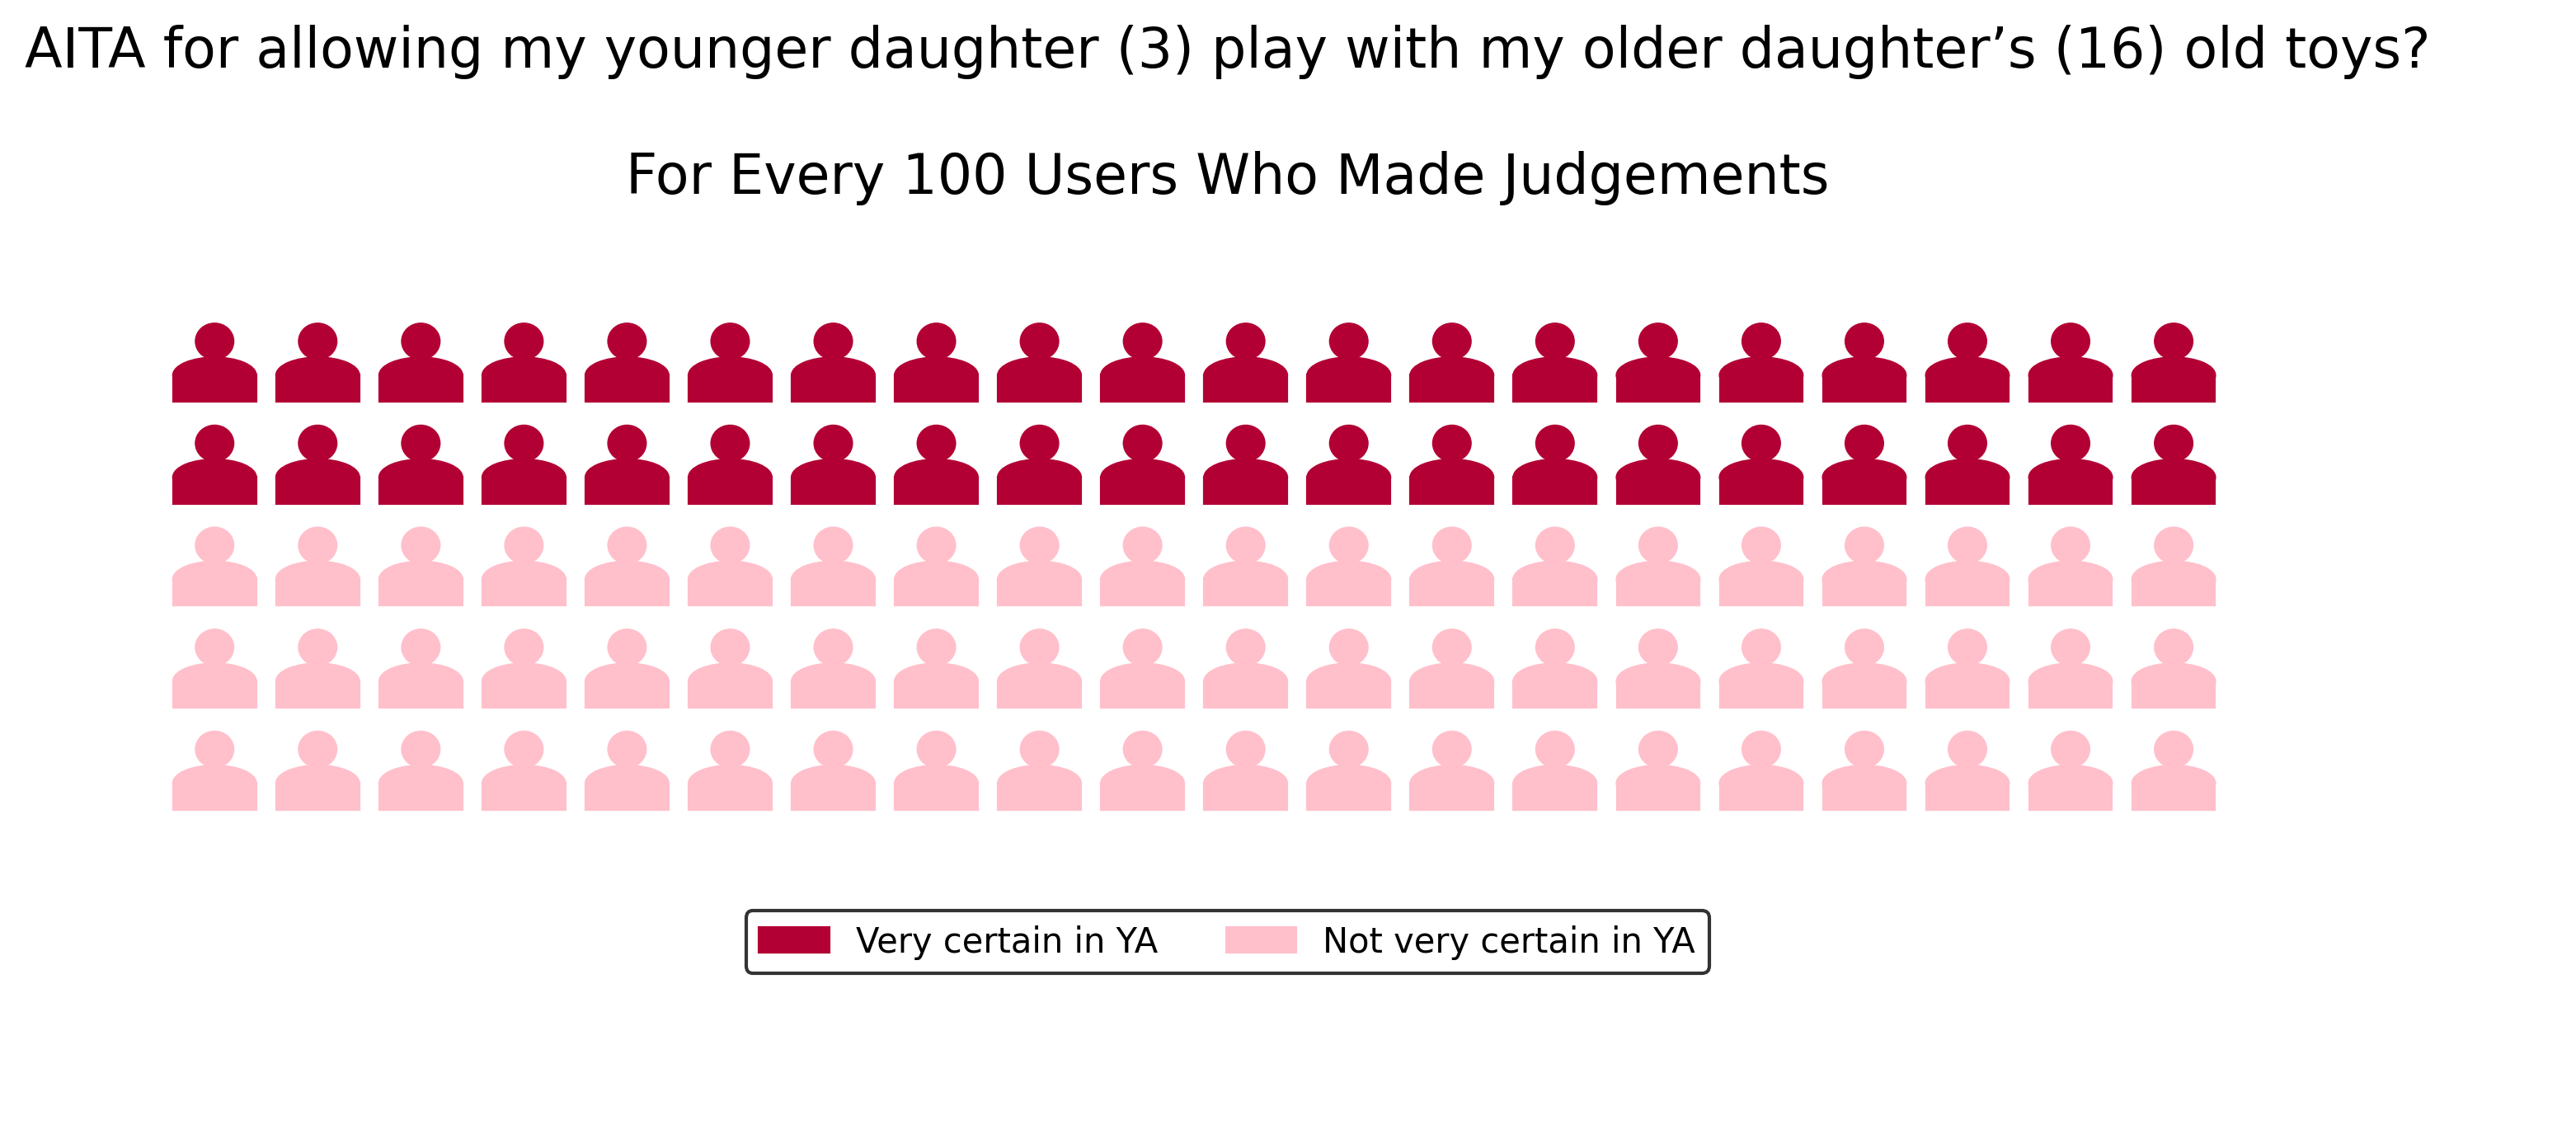 AITA for allowing my younger daughter (3) play with my older daughter’s (16) old toys?
For Every 100 Users Who Made Judgements
Very certain in YA
Not very certain in YA